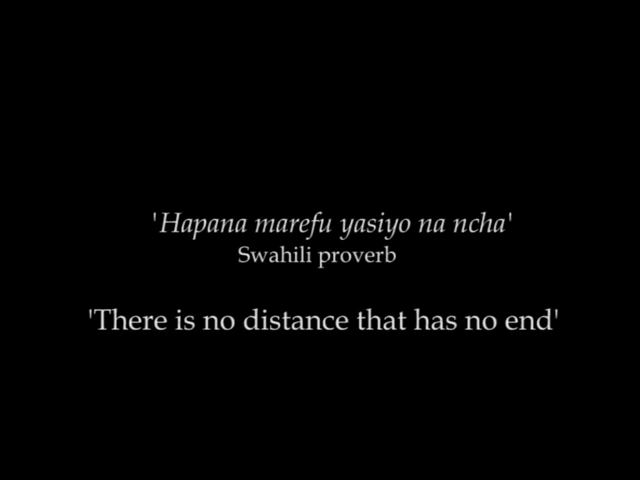 'Hapana marefu yasiyo na ncha'
Swahili proverb
'There is no distance that has no end'